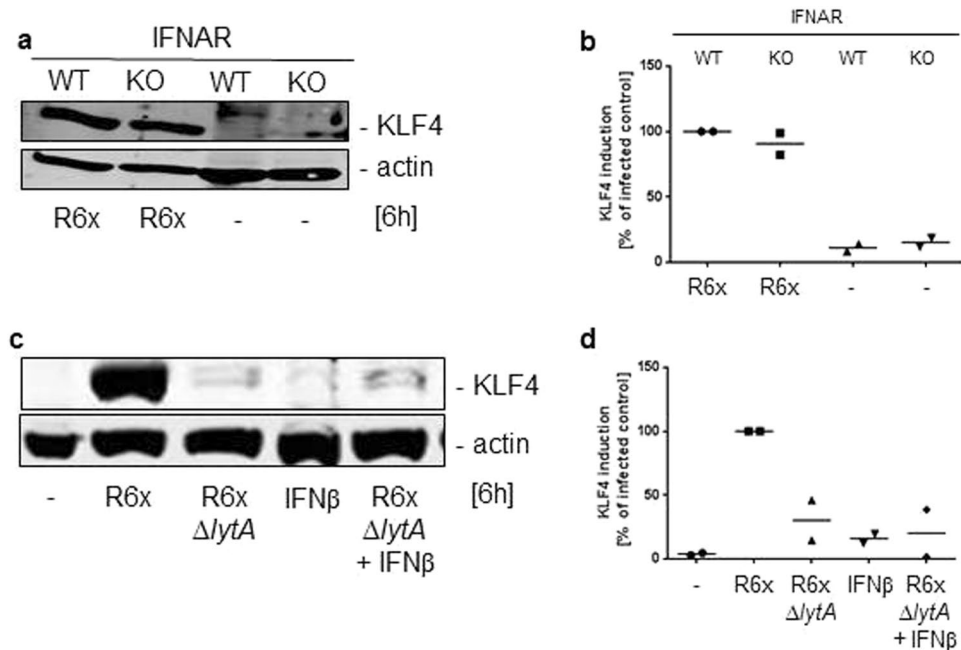 a
IFNAR
WT KO WT KO
- KLF4
- actin
R6x R6x - - [6h]
b
IFNAR
WT KO WT KO
KLF4 induction
[% of infected control]
150
100
50
0
R6x R6x - -
c
- KLF4
- actin
- R6x R6x IFNβ R6x [6h]
ΔlytA ΔlytA
+ IFNβ
d
KLF4 induction
[% of infected control]
150
100
50
0
- R6x R6x IFNβ R6x
ΔlytA ΔlytA
+ IFNβ